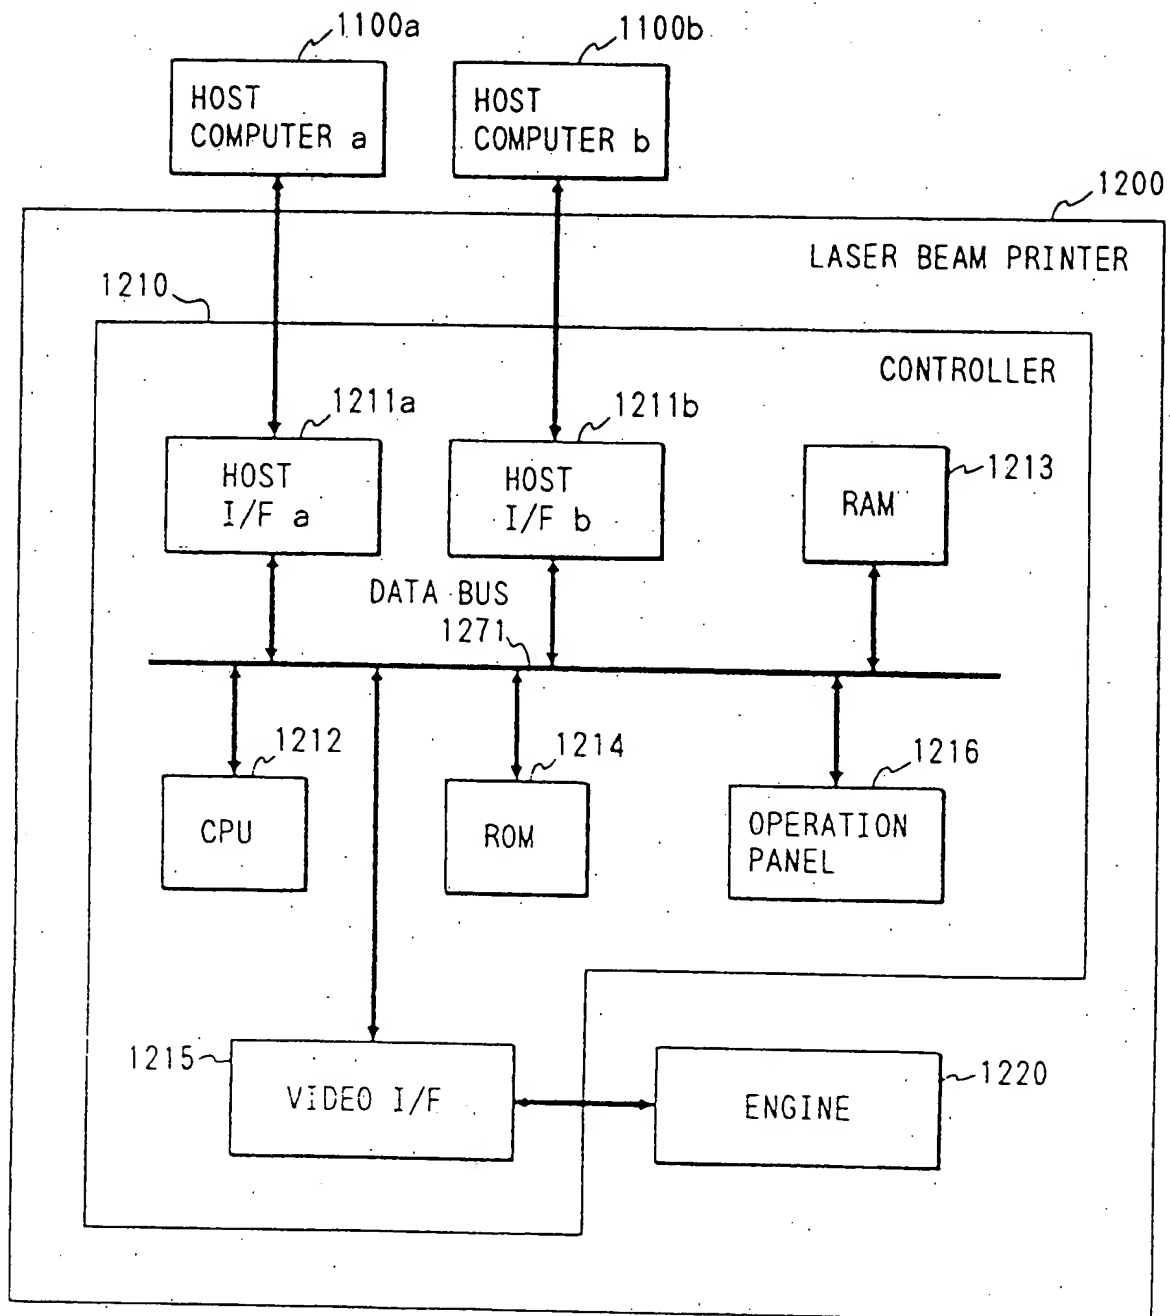 1100a
1100b
HOST
COMPUTER a
HOST
COMPUTER b
1200
LASER BEAM PRINTER
1210
CONTROLLER
1211a
1211b
1213
HOST
I/F a
HOST
I/F b
RAM
DATA BUS
1271
1212
1214
1216
CPU
ROM
OPERATION
PANEL
1215
VIDEO I/F
ENGINE
1220